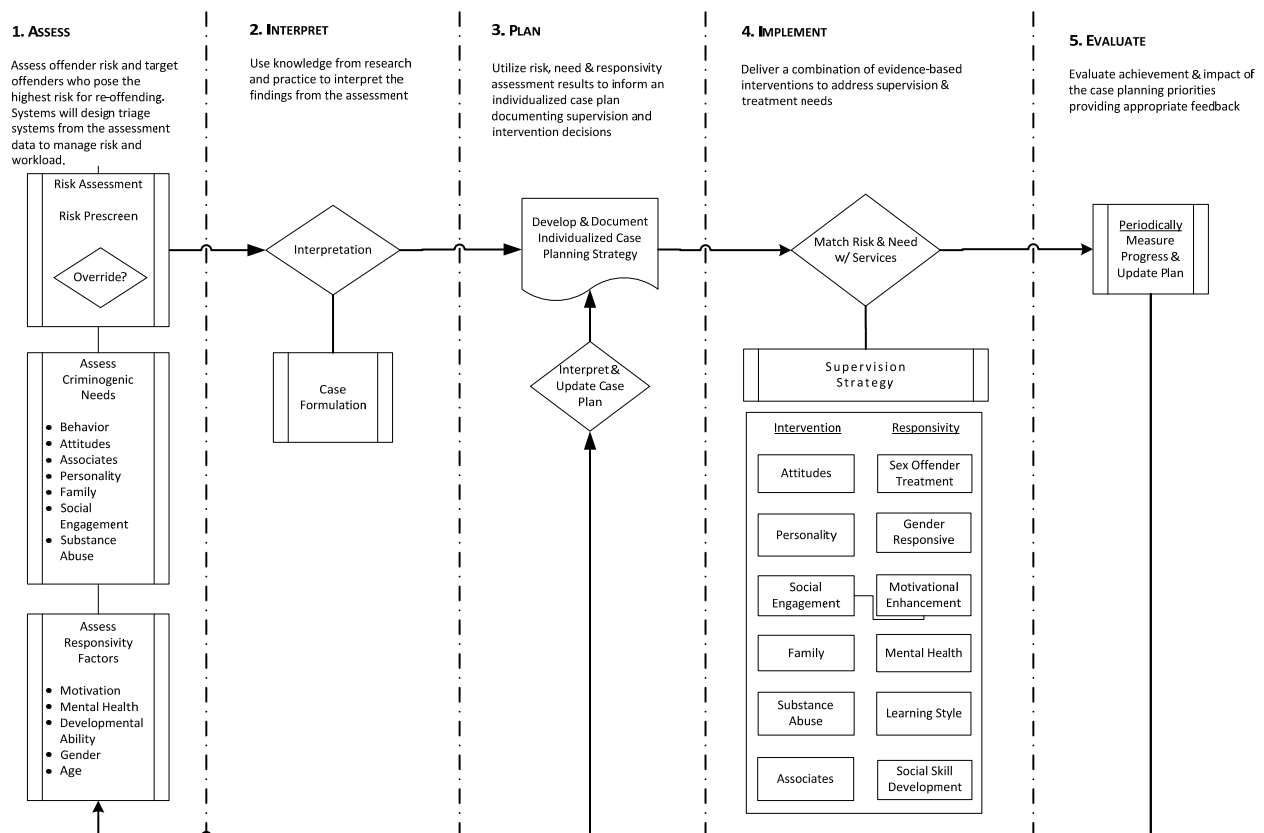 1. ASSESS
Assess offender risk and target
offenders who pose the
highest risk for re-offending.
Systems will design triage
systems from the assessment
data to manage risk and
workload.
Risk Assessment
Risk Prescreen
Override?
Assess
Criminogenic
Needs
• Behavior
• Attitudes
• Associates
• Personality
• Family
• Social
Engagement
• Substance
Abuse
Assess
Responsivity
Factors
• Motivation
• Mental Health
• Developmental
Ability
• Gender
• Age
2. INTERPRET
Use knowledge from research
and practice to interpret the
findings from the assessment
Interpretation
Case
Formulation
3. PLAN
Utilize risk, need & responsivity
assessment results to inform an
individualized case plan
documenting supervision and
intervention decisions
Develop & Document
Individualized Case
Planning Strategy
Interpret &
Update Case
Plan
4. IMPLEMENT
Deliver a combination of evidence-based
interventions to address supervision &
treatment needs
Match Risk & Need
w/ Services
Supervision
Strategy
Intervention
Responsivity
Attitudes
Sex Offender
Treatment
Personality
Gender
Responsive
Social
Engagement
Motivational
Enhancement
Family
Mental Health
Substance
Abuse
Learning Style
Associates
Social Skill
Development
5. EVALUATE
Evaluate achievement & impact of
the case planning priorities
providing appropriate feedback
Periodically
Measure
Progress &
Update Plan